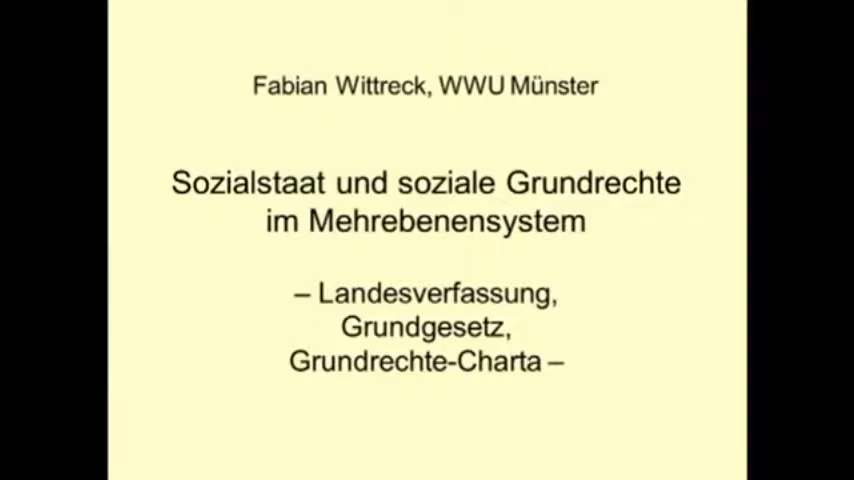 Fabian Wittreck, WWU Münster
Sozialstaat und soziale Grundrechte
im Mehrebenensystem
– Landesverfassung,
Grundgesetz,
Grundrechte-Charta –